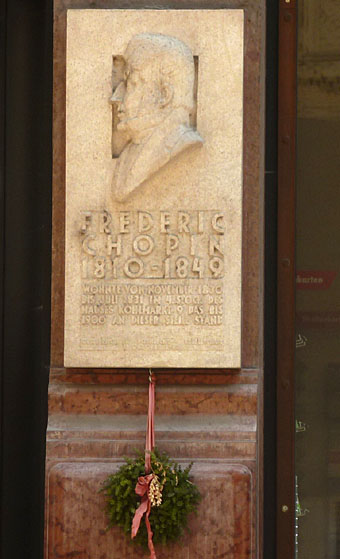 FREDERIC
CHOPIN
1810–1849
WOHNTE VOM NOVEMBER 1830
BIS JULI 1831 IM 4. STOCK DES
HAUSES KOHLMARKT 9 DAS BIS
1900 AN DIESER STELLE STAND
karten